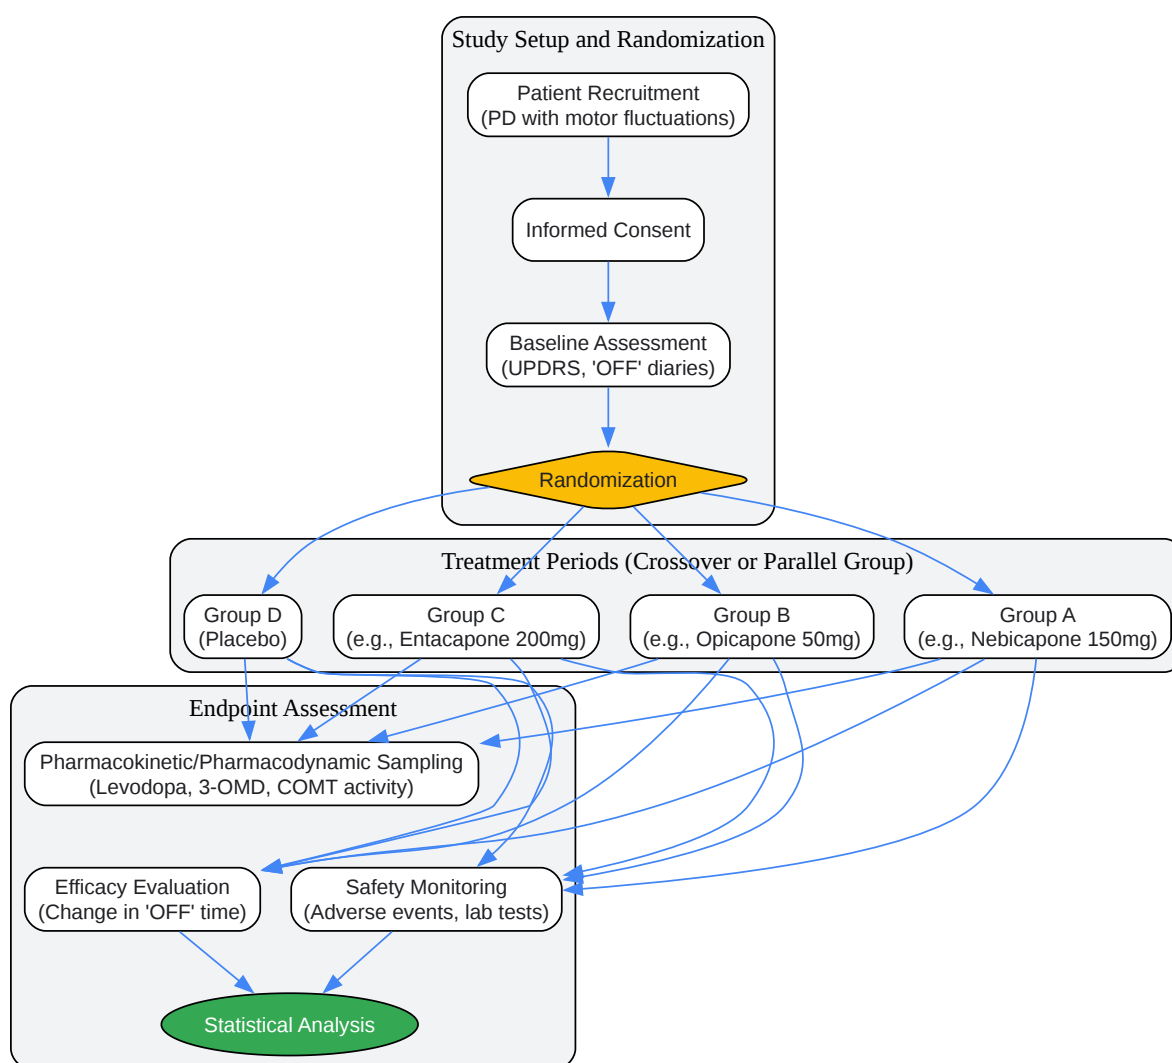 Study Setup and Randomization
Patient Recruitment
(PD with motor fluctuations)
Informed Consent
Baseline Assessment
(UPDRS, 'OFF' diaries)
Randomization
Treatment Periods (Crossover or Parallel Group)
Group D
(Placebo)
Group C
(e.g., Entacapone 200mg)
Group B
(e.g., Opicapone 50mg)
Group A
(e.g., Nebicapone 150mg)
Endpoint Assessment
Pharmacokinetic/Pharmacodynamic Sampling
(Levodopa, 3-OMD, COMT activity)
Efficacy Evaluation
(Change in 'OFF' time)
Safety Monitoring
(Adverse events, lab tests)
Statistical Analysis